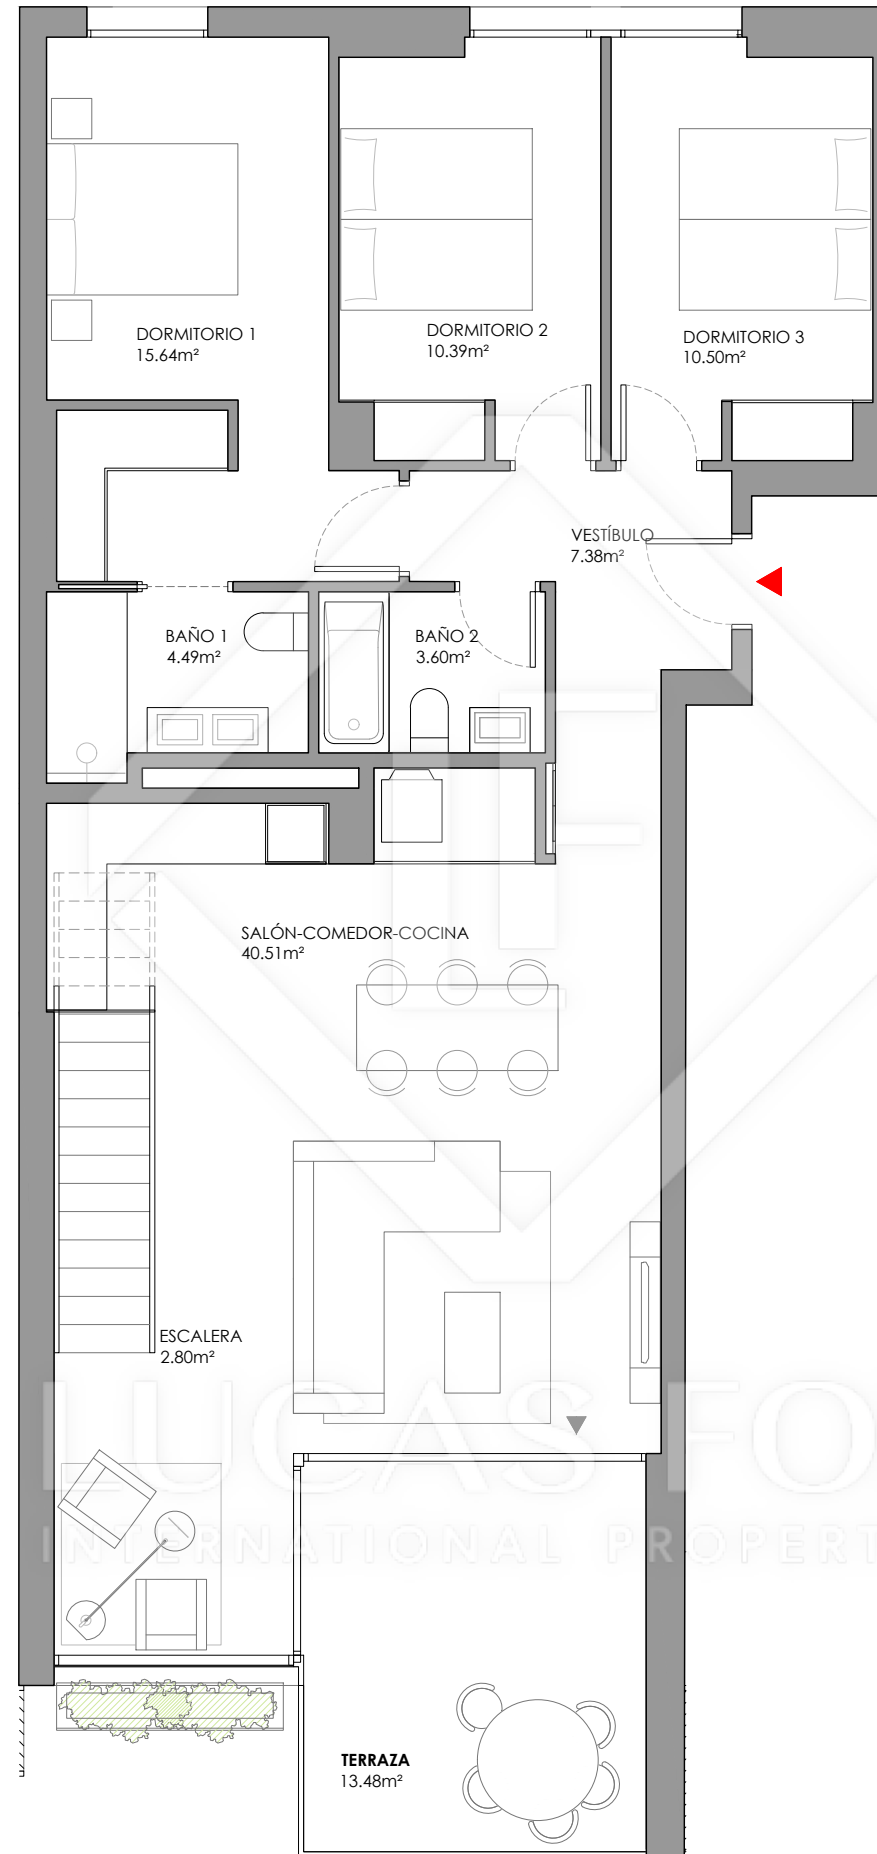 DORMITORIO 1
15.64m²
DORMITORIO 2
10.39m²
DORMITORIO 3
10.50m²
VESTÍBULO
7.38m²
BAÑO 1
4.49m²
BAÑO 2
3.60m²
SALÓN-COMEDOR-COCINA
40.51m²
ESCALERA
2.80m²
LUCAS FO
INTERNATIONAL PROPERT
TERRAZA
13.48m²